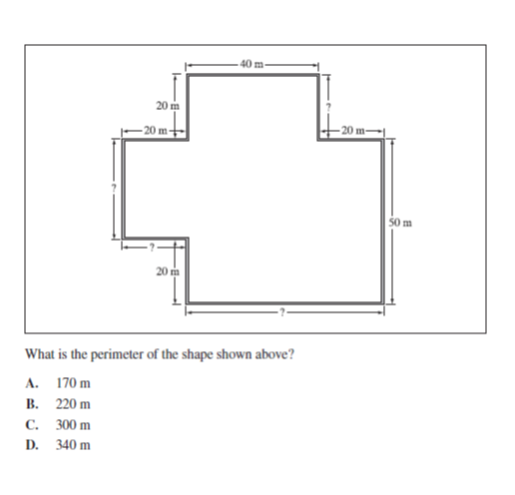 40 m
20 m
?
20 m
20 m
?
50 m
?
20 m
?
What is the perimeter of the shape shown above?
A. 170 m
B. 220 m
C. 300 m
D. 340 m